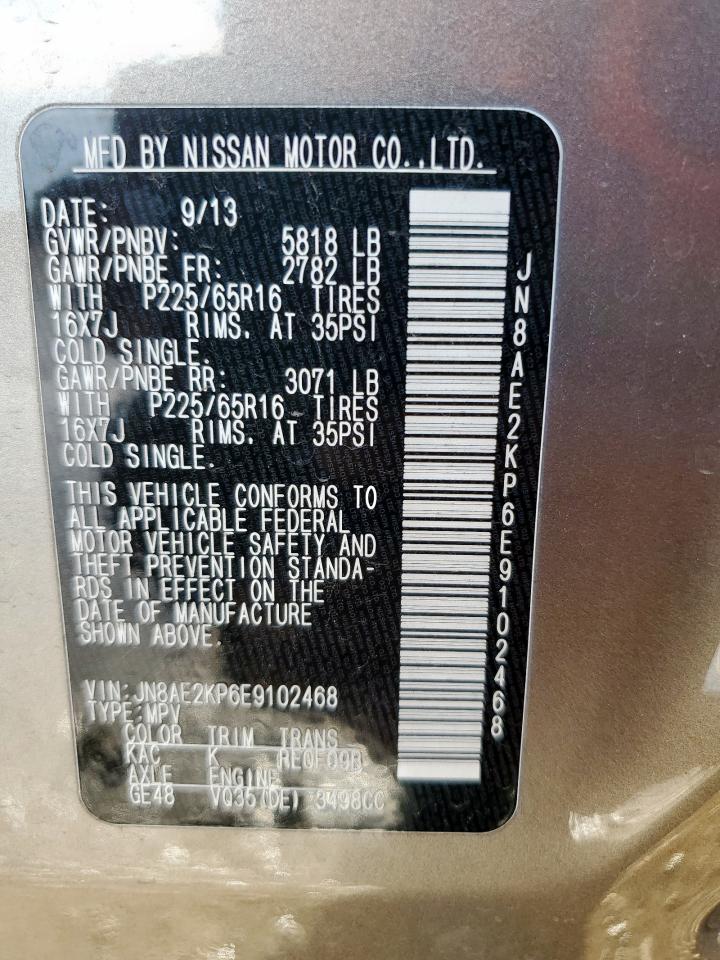 MFD BY NISSAN MOTOR CO.,LTD.
DATE: 9/13
GVWR/PNBV: 5818 LB
GAWR/PNBE FR: 2782 LB
WITH P225/65R16 TIRES
16X7J RIMS. AT 35PSI
COLD SINGLE.
GAWR/PNBE RR: 3071 LB
WITH P225/65R16 TIRES
16X7J RIMS. AT 35PSI
COLD SINGLE.
THIS VEHICLE CONFORMS TO
ALL APPLICABLE FEDERAL
MOTOR VEHICLE SAFETY AND
THEFT PREVENTION STANDA-
RDS IN EFFECT ON THE
DATE OF MANUFACTURE
SHOWN ABOVE.
VIN:JN8AE2KP6E9102468
TYPE:MPV
COLOR TRIM TRANS
KAC K RE0F09B
AXLE ENGINE
GE48 VQ35(DE) 3498CC
JN8AE2KP6E9102468